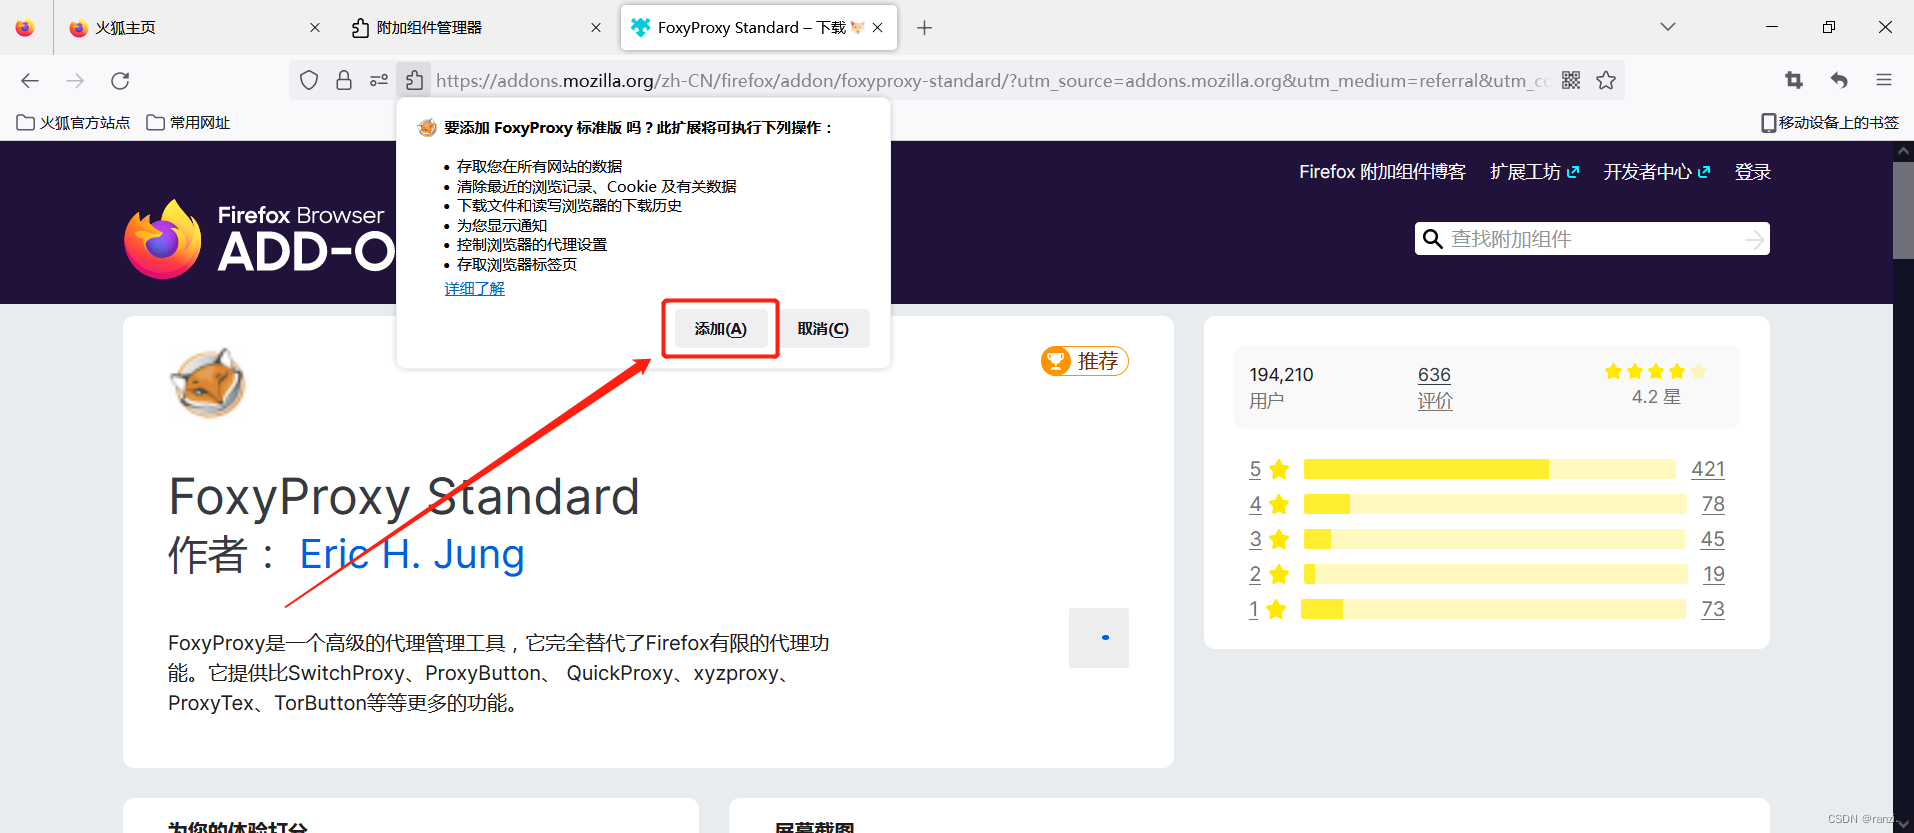 火狐主页
附加组件管理器
FoxyProxy Standard – 下载
https://addons.mozilla.org/zh-CN/firefox/addon/foxyproxy-standard/?utm_source=addons.mozilla.org&utm_medium=referral&utm_co
火狐官方站点
常用网址
移动设备上的书签
要添加 FoxyProxy 标准版 吗？此扩展将可执行下列操作：
• 存取您在所有网站的数据
• 清除最近的浏览记录、Cookie 及有关数据
• 下载文件和读写浏览器的下载历史
• 为您显示通知
• 控制浏览器的代理设置
• 存取浏览器标签页
详细了解
添加(A)
取消(C)
Firefox 附加组件博客
扩展工坊
开发者中心
登录
Firefox Browser
ADD-O
查找附加组件
推荐
FoxyProxy Standard
作者： Eric H. Jung
FoxyProxy是一个高级的代理管理工具，它完全替代了Firefox有限的代理功
能。它提供比SwitchProxy、ProxyButton、 QuickProxy、xyzproxy、
ProxyTex、TorButton等等更多的功能。
194,210
用户
636
评价
4.2 星
5 421
4 78
3 45
2 19
1 73
为您的体验打分
屏幕截图
CSDN @ranzi.